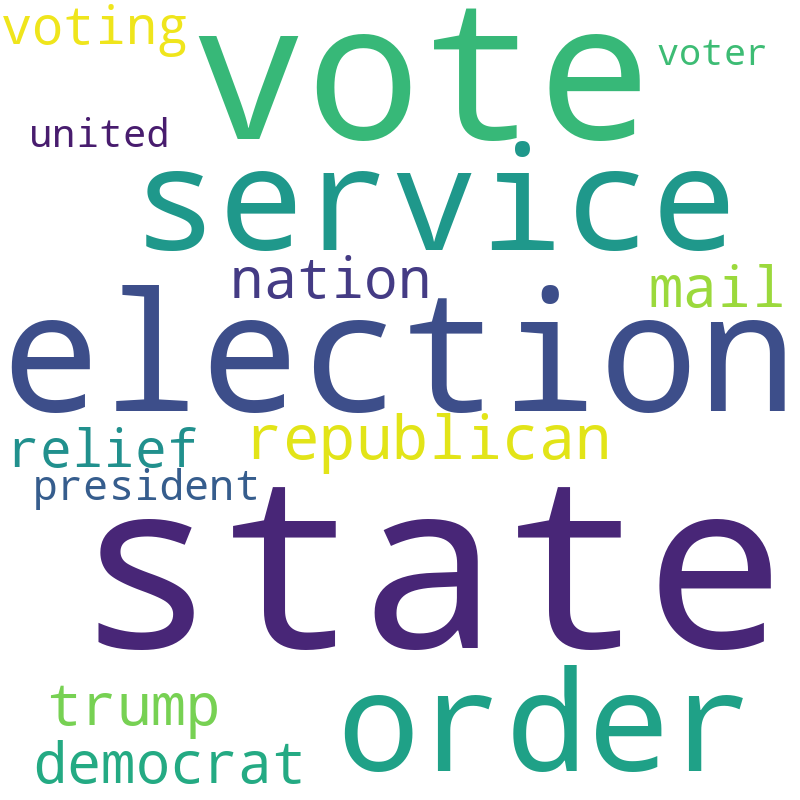 voting
vote
voter
united
service
nation
mail
election
relief
republican
president
state
trump
order
democrat